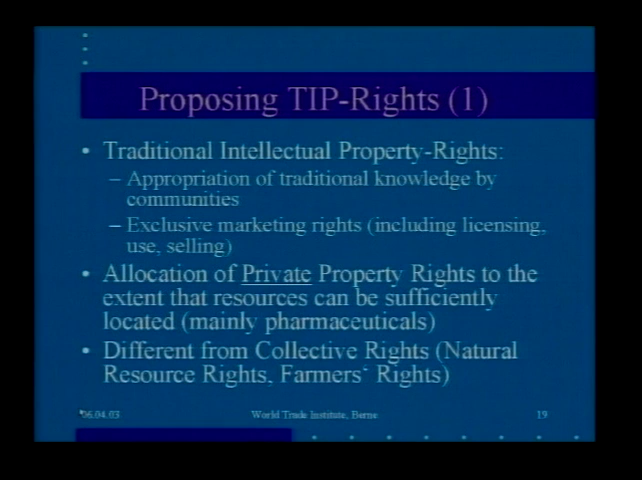 Proposing TIP-Rights (1)
• Traditional Intellectual Property-Rights:
– Appropriation of traditional knowledge by
communities
– Exclusive marketing rights (including licensing,
use, selling)
• Allocation of Private Property Rights to the
extent that resources can be sufficiently
located (mainly pharmaceuticals)
• Different from Collective Rights (Natural
Resource Rights, Farmers‘ Rights)
06.04.03 World Trade Institute, Berne 19